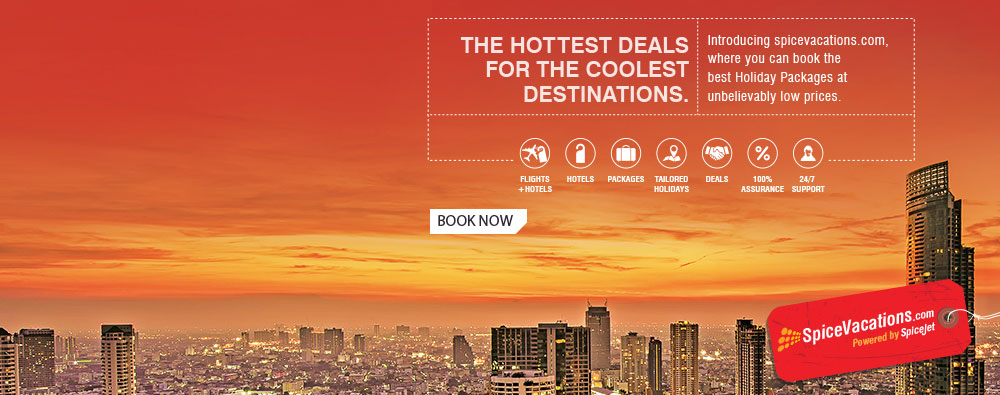 THE HOTTEST DEALS
FOR THE COOLEST
DESTINATIONS.
Introducing spicevacations.com,
where you can book the
best Holiday Packages at
unbelievably low prices.
FLIGHTS
+HOTELS
HOTELS
PACKAGES
TAILORED
HOLIDAYS
DEALS
%
100%
ASSURANCE
24/7
SUPPORT
BOOK NOW
SpiceVacations.com
Powered by SpiceJet